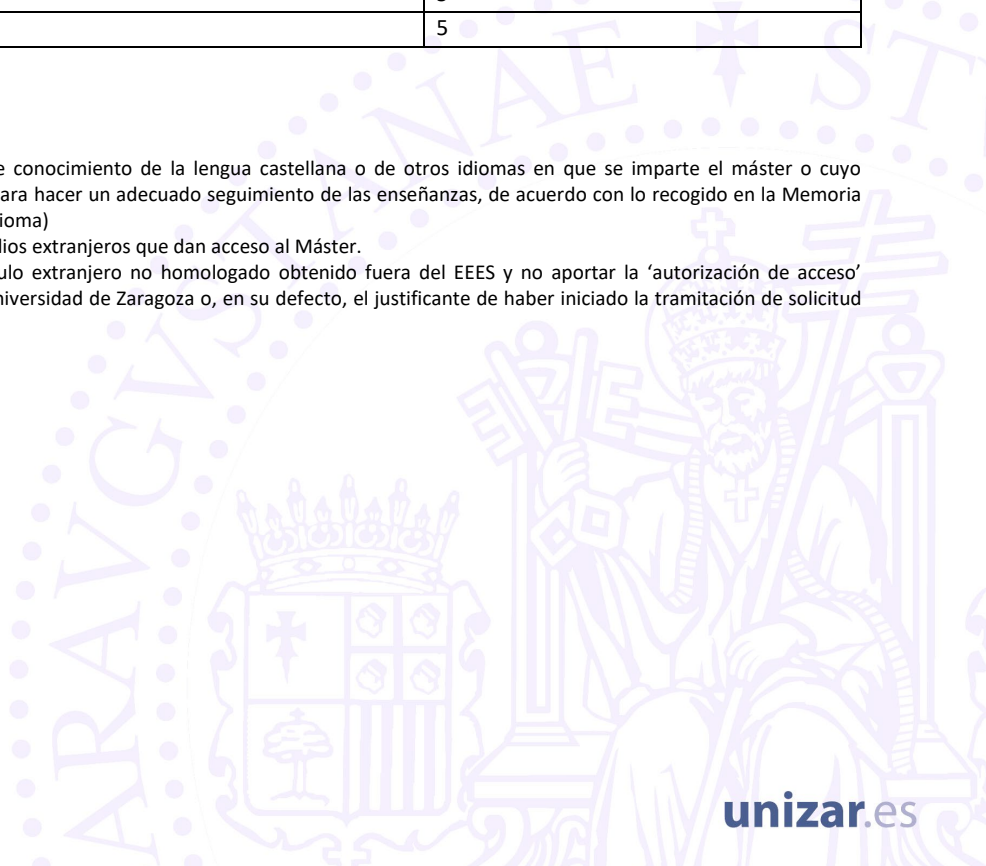 5
e conocimiento de la lengua castellana o de otros idiomas en que se imparte el máster o cuyo
ara hacer un adecuado seguimiento de las enseñanzas, de acuerdo con lo recogido en la Memoria
ioma)
lios extranjeros que dan acceso al Máster.
ulo extranjero no homologado obtenido fuera del EEES y no aportar la ‘autorización de acceso’
niversidad de Zaragoza o, en su defecto, el justificante de haber iniciado la tramitación de solicitud
ARAVGVSTANAE ST
unizar.es